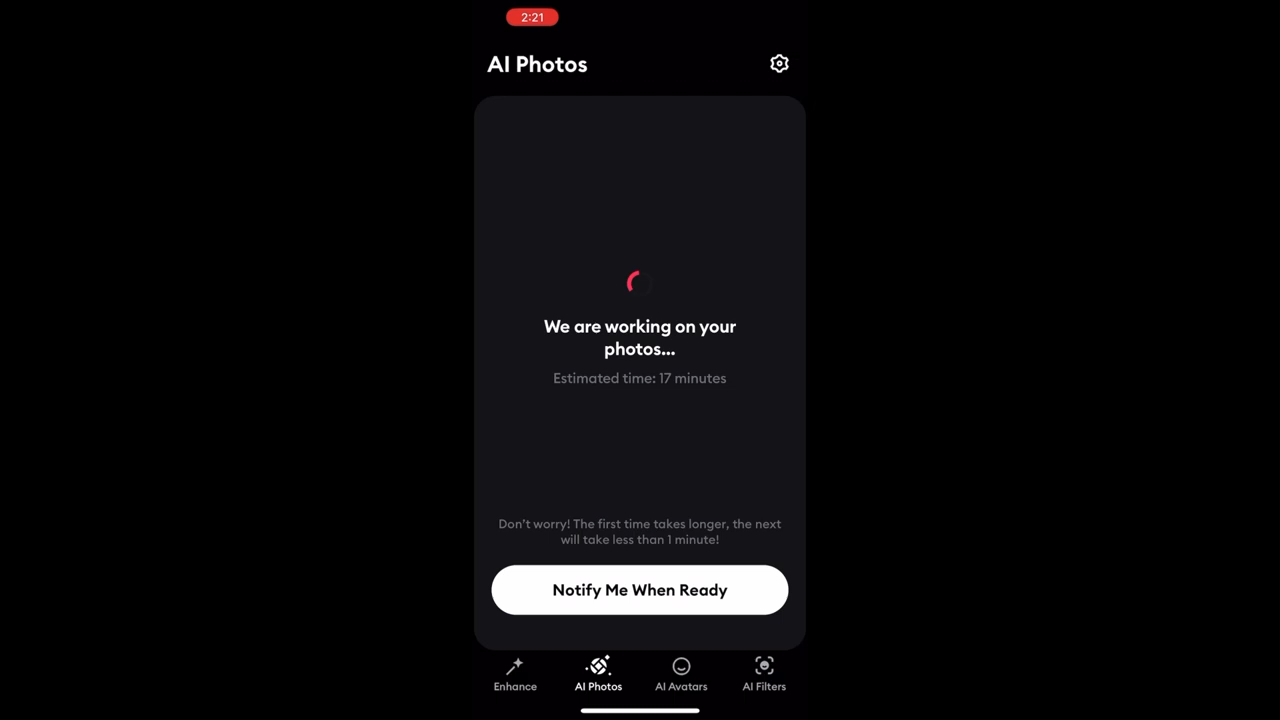 2:21
AI Photos
We are working on your
photos...
Estimated time: 17 minutes
Don't worry! The first time takes longer, the next
will take less than 1 minute!
Notify Me When Ready
Enhance AI Photos AI Avatars AI Filters